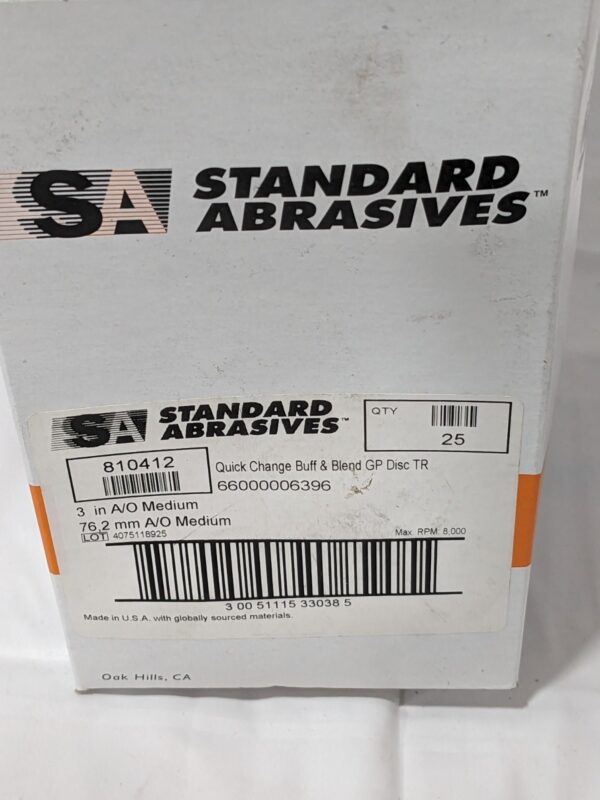 SA STANDARD
ABRASIVES™
SA STANDARD
ABRASIVES™
QTY
25
810412
Quick Change Buff & Blend GP Disc TR
66000006396
3 in A/O Medium
76.2 mm A/O Medium
LOT 4075118925
Max. RPM: 8,000
3 00 51115 33038 5
Made in U.S.A. with globally sourced materials.
Oak Hills, CA